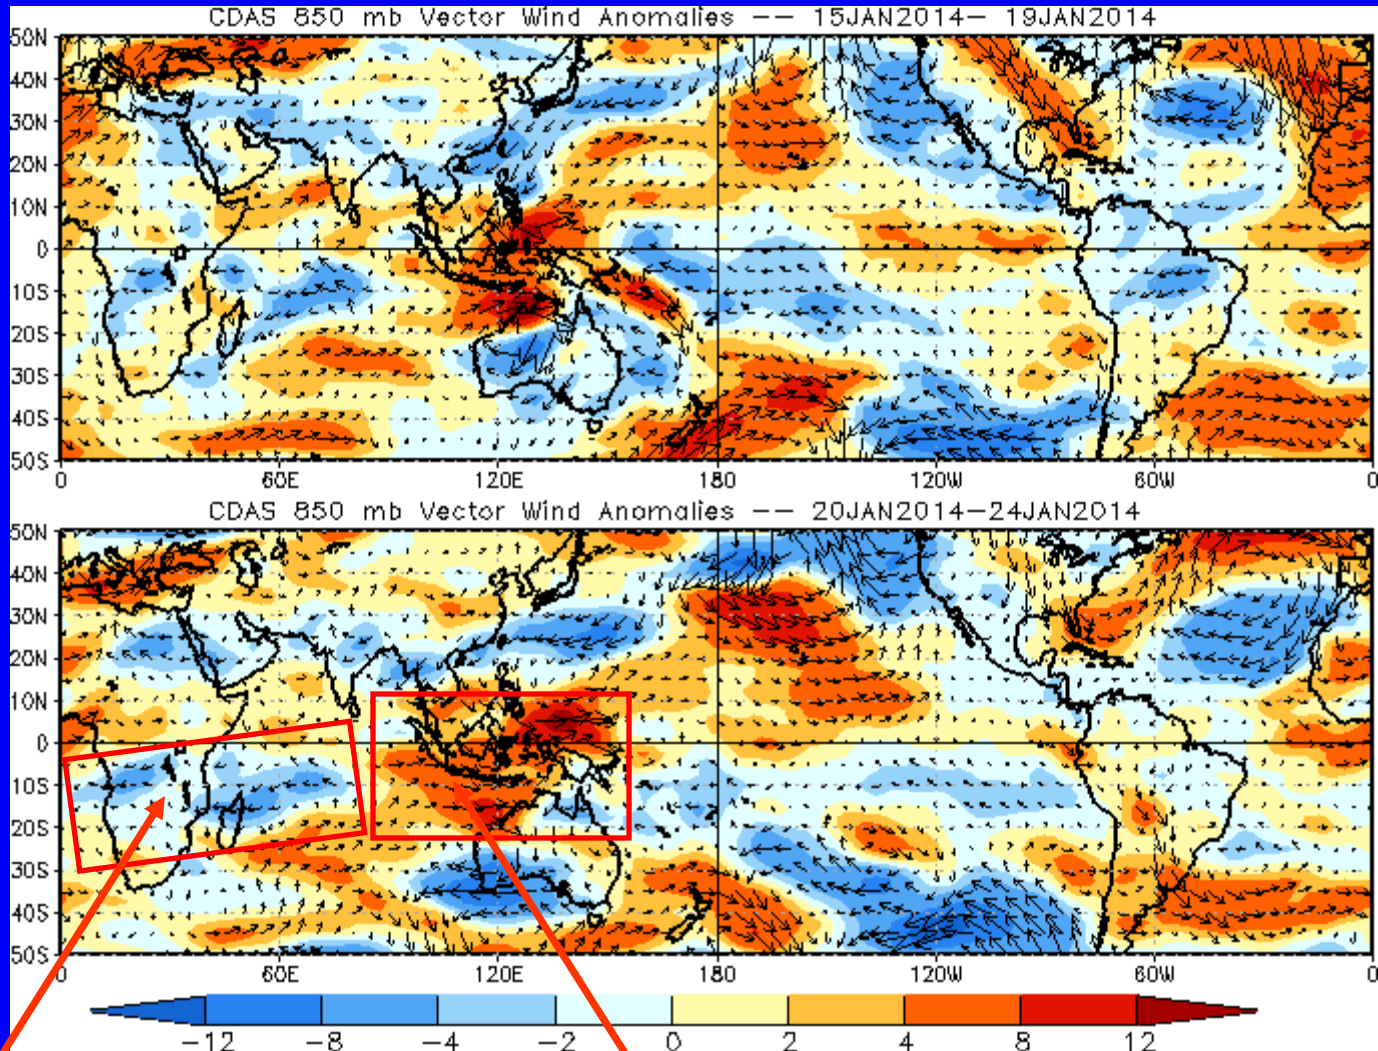 CDAS 850 mb Vector Wind Anomalies -- 15JAN2014- 19JAN2014
50N
40N
30N
20N
10N
0
10S
20S
30S
40S
50S
0 60E 120E 180 120W 60W 0
CDAS 850 mb Vector Wind Anomalies -- 20JAN2014-24JAN2014
50N
40N
30N
20N
10N
0
10S
20S
30S
40S
50S
0 60E 120E 180 120W 60W 0
-12 -8 -4 -2 0 2 4 8 12